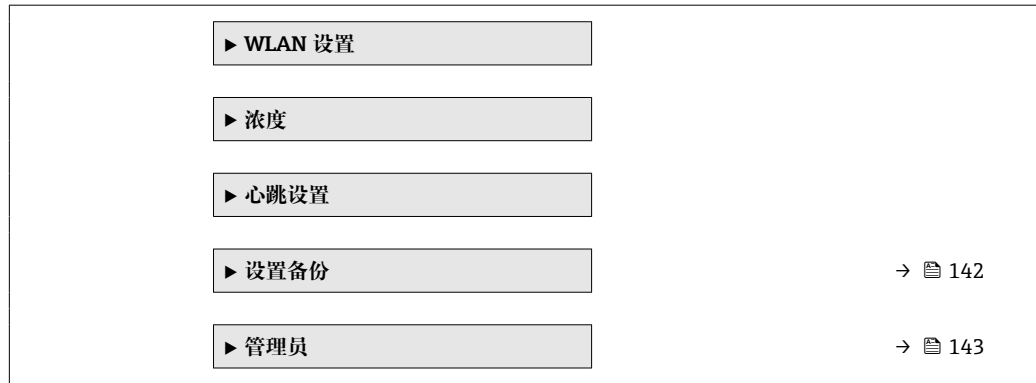 ▶ WLAN 设置
▶ 浓度
▶ 心跳设置
▶ 设置备份 → 🖹 142
▶ 管理员 → 🖹 143